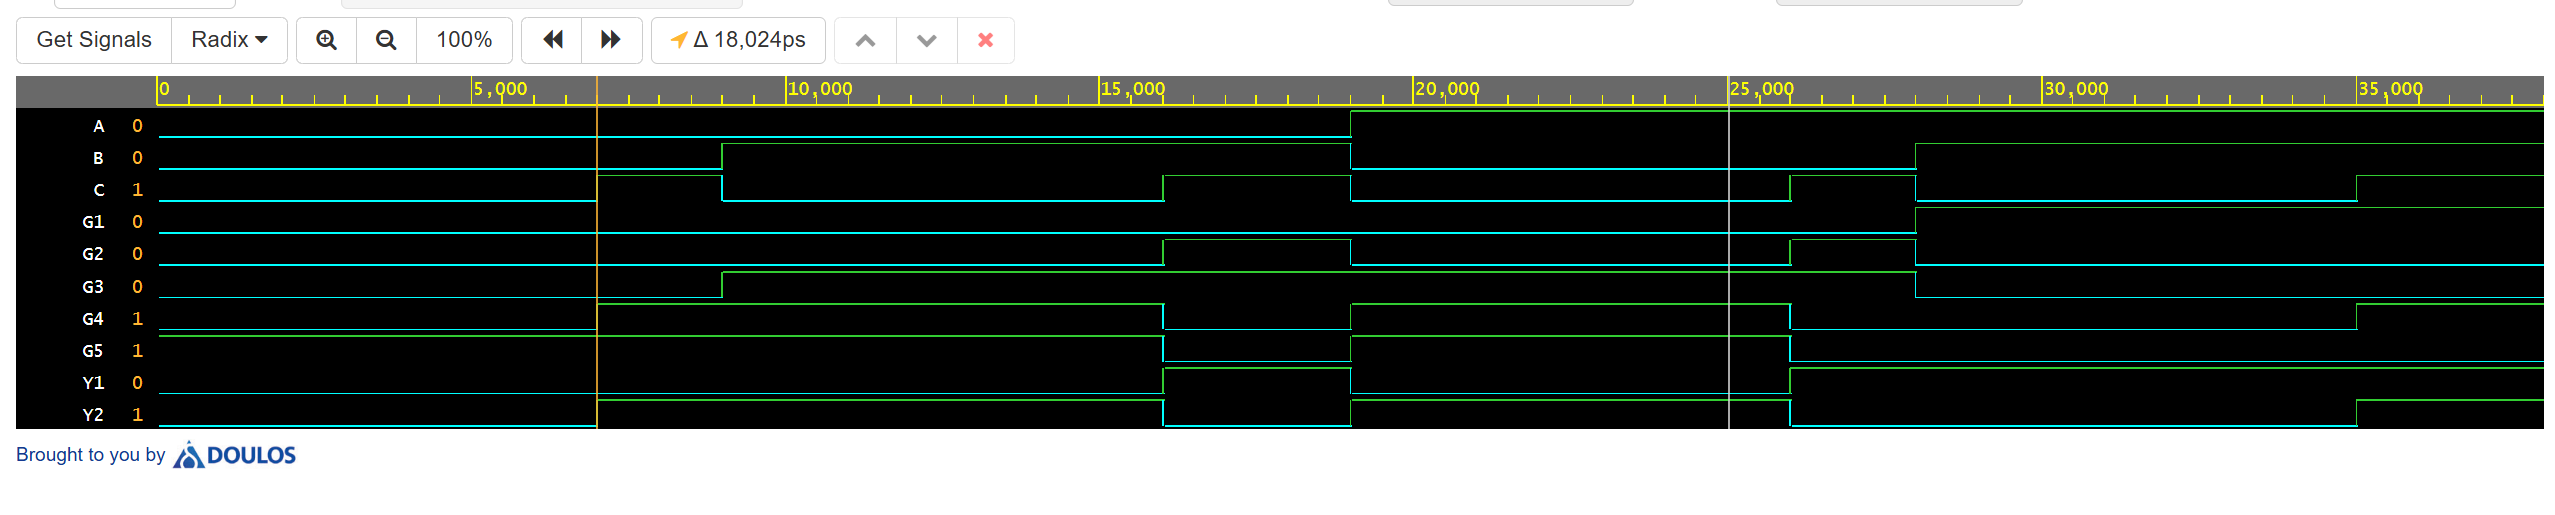 Get Signals Radix 100% Δ 18,024ps
0 5,000 10,000 15,000 20,000 25,000 30,000 35,000
A 0
B 0
C 1
G1 0
G2 0
G3 0
G4 1
G5 1
Y1 0
Y2 1
Brought to you by DOULOS